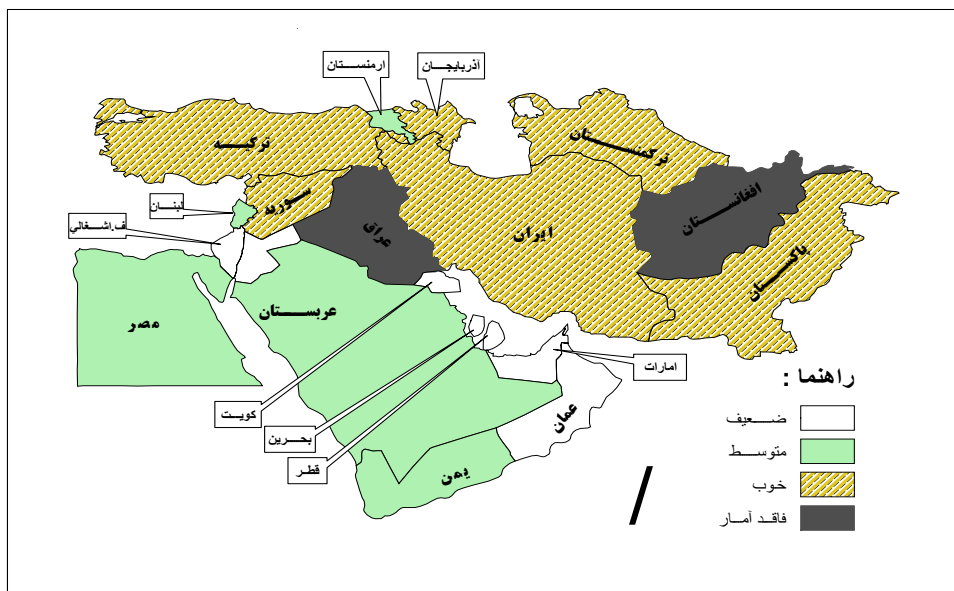 ارمنستان
آذربایجان
ترکیه
ترکمنستان
لبنان
سوریه
افغانستان
ف.اشغالي
عراق
ایران
پاکستان
مصر
عربستان
امارات
کویت
بحرین
قطر
عمان
یمن
راهنما :
ضعیف
متوسط
خوب
فاقد آمار